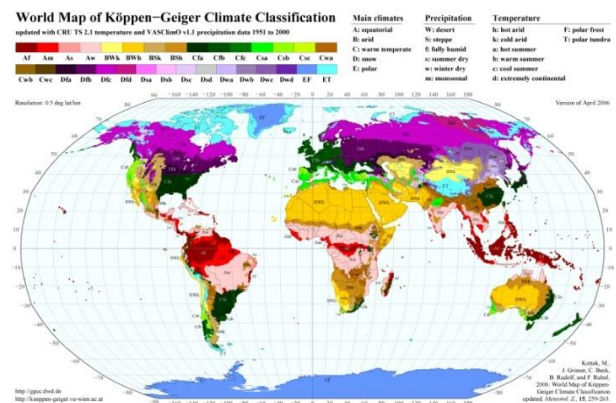 World Map of Köppen−Geiger Climate Classification
updated with CRU TS 2.1 temperature and VASClimO v1.1 precipitation data 1951 to 2000
Main climates
A: equatorial
B: arid
C: warm temperate
D: snow
E: polar
Precipitation
W: desert
S: steppe
f: fully humid
s: summer dry
w: winter dry
m: monsoonal
Temperature
h: hot arid
k: cold arid
a: hot summer
b: warm summer
c: cool summer
d: extremely continental
F: polar frost
T: polar tundra
Af Am As Aw BWk BWh BSk BSh Cfa Cfb Cfc Csa Csb Csc Cwa
Cwb Cwc Dfa Dfb Dfc Dfd Dsa Dsb Dsc Dsd Dwa Dwb Dwc Dwd EF ET
Resolution: 0.5 deg lat/lon
Version of April 2006
http://gpcc.dwd.de
http://koeppen-geiger.vu-wien.ac.at
Kottek, M.,
J. Grieser, C. Beck,
B. Rudolf, and F. Rubel,
2006: World Map of Köppen−
Geiger Climate Classification
updated. Meteorol. Z., 15, 259-263.